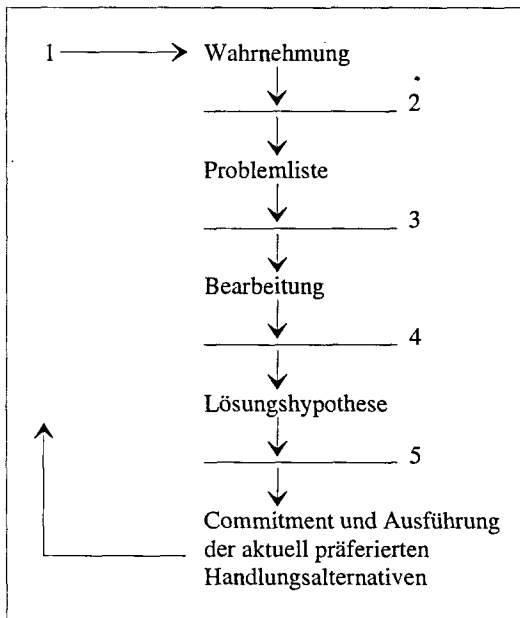 1 Wahrnehmung
2
Problemliste
3
Bearbeitung
4
Lösungshypothese
5
Commitment und Ausführung
der aktuell präferierten
Handlungsalternativen